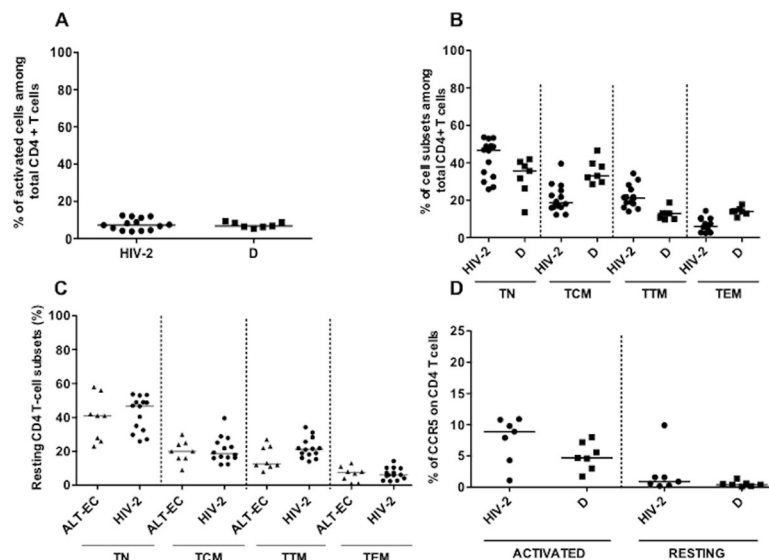 A
% of activated cells among
total CD4 + T cells
100
80
60
40
20
0
HIV-2
D
B
% of cell subsets among
total CD4+ T cells
100
80
60
40
20
0
HIV-2
D
HIV-2
D
HIV-2
D
HIV-2
D
TN
TCM
TTM
TEM
C
Resting CD4 T-cell subsets (%)
100
80
60
40
20
0
ALT-EC
HIV-2
ALT-EC
HIV-2
ALT-EC
HIV-2
ALT-EC
HIV-2
TN
TCM
TTM
TEM
D
% of CCR5 on CD4 T cells
25
20
15
10
5
0
HIV-2
D
HIV-2
D
ACTIVATED
RESTING